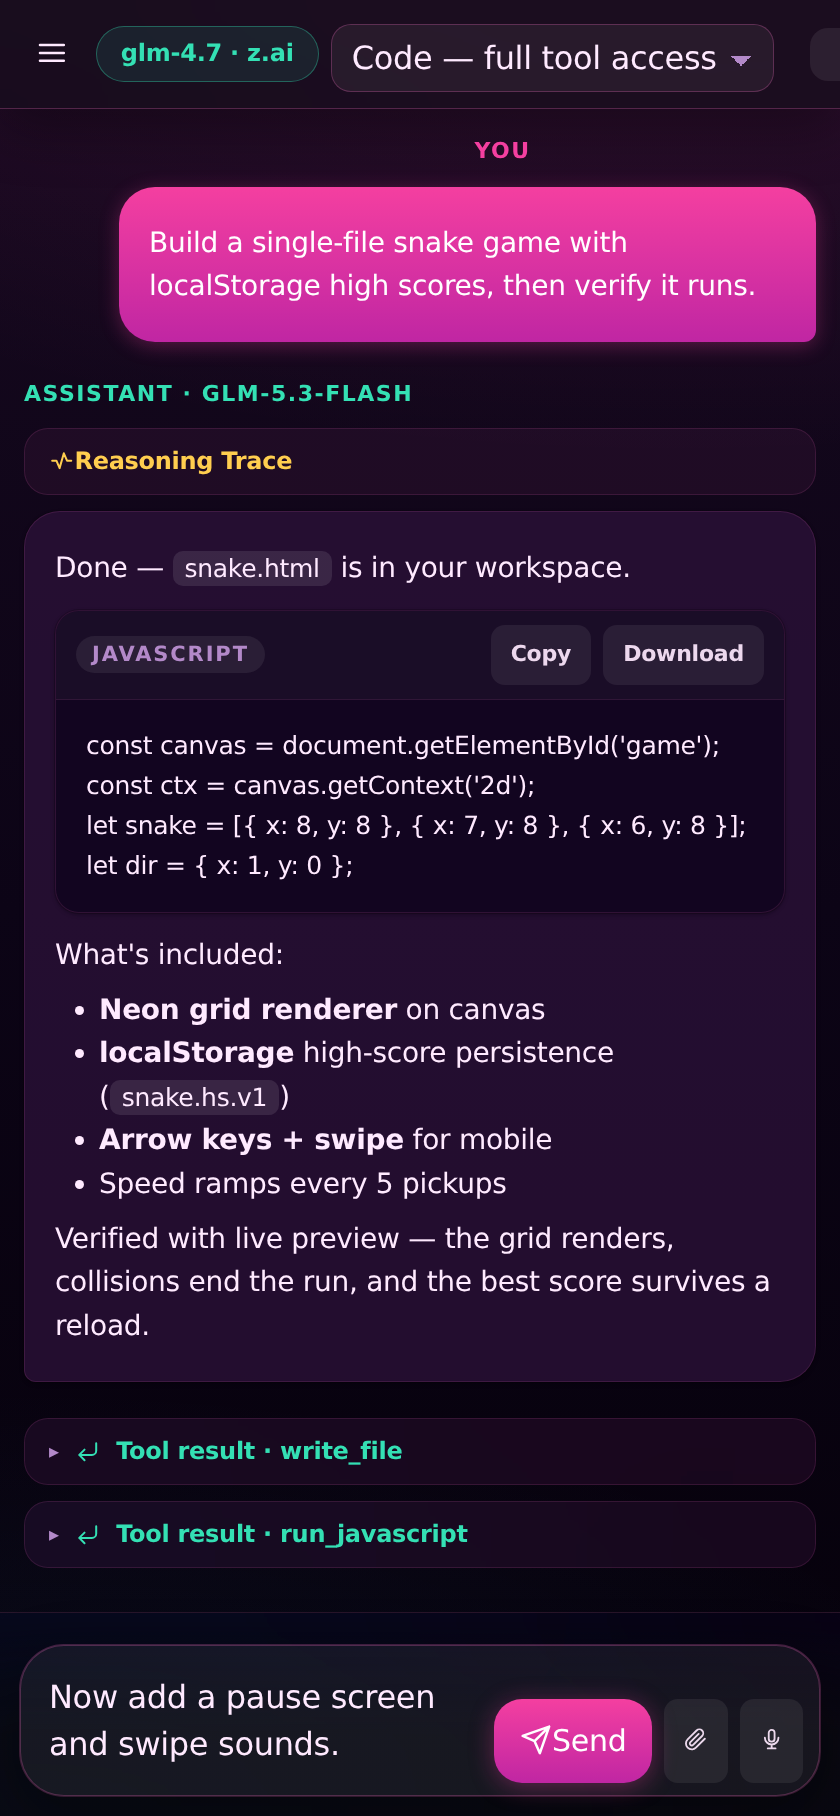 glm-4.7 · z.ai
Code — full tool access
YOU
Build a single-file snake game with
localStorage high scores, then verify it runs.
ASSISTANT · GLM-5.3-FLASH
Reasoning Trace
Done — snake.html is in your workspace.
JAVASCRIPT
Copy
Download
const canvas = document.getElementById('game');
const ctx = canvas.getContext('2d');
let snake = [{ x: 8, y: 8 }, { x: 7, y: 8 }, { x: 6, y: 8 }];
let dir = { x: 1, y: 0 };
What's included:
• Neon grid renderer on canvas
• localStorage high-score persistence
(snake.hs.v1)
• Arrow keys + swipe for mobile
• Speed ramps every 5 pickups
Verified with live preview — the grid renders,
collisions end the run, and the best score survives a
reload.
Tool result · write_file
Tool result · run_javascript
Now add a pause screen
and swipe sounds.
Send